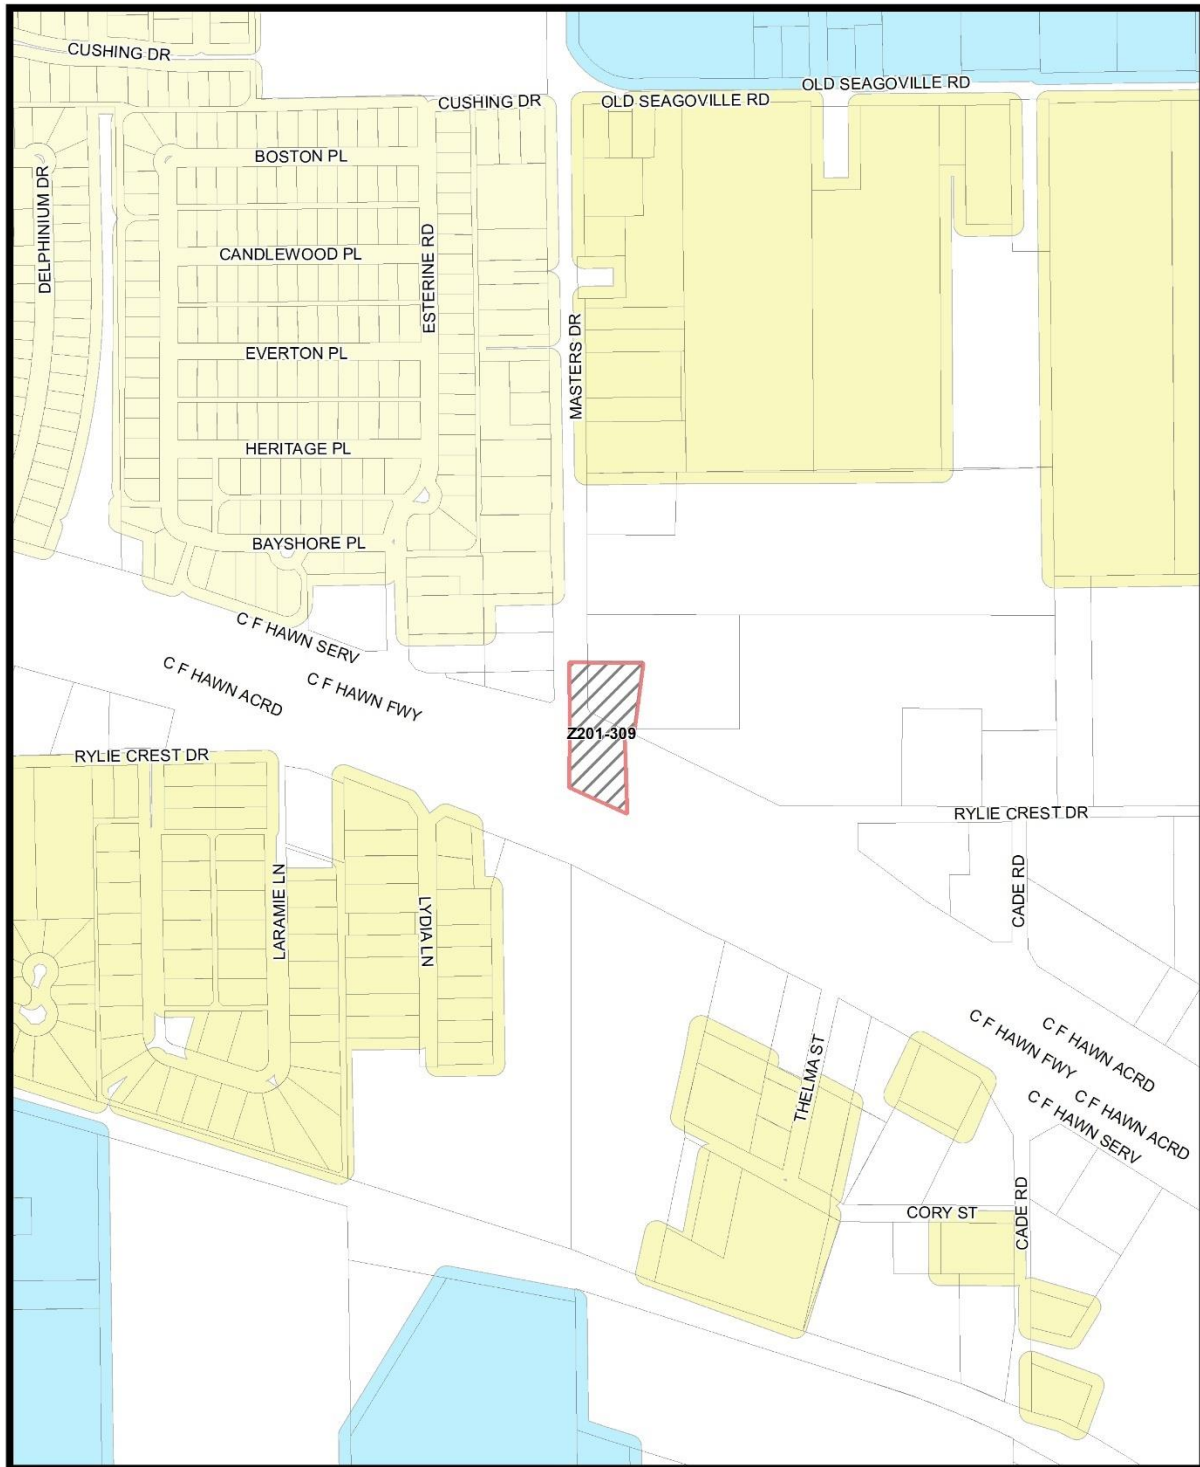 CUSHING DR
OLD SEAGOVILLE RD
CUSHING DR
OLD SEAGOVILLE RD
BOSTON PL
DELPHINIUM DR
ESTERINE RD
CANDLEWOOD PL
MASTERS DR
EVERTON PL
HERITAGE PL
BAYSHORE PL
C F HAWN SERV
C F HAWN ACRD
C F HAWN FWY
Z201-309
RYLIE CREST DR
RYLIE CREST DR
LARAMIE LN
LYDIA LN
CADE RD
THELMA ST
C F HAWN FWY
C F HAWN ACRD
C F HAWN ACRD
C F HAWN SERV
CORY ST
CADE RD